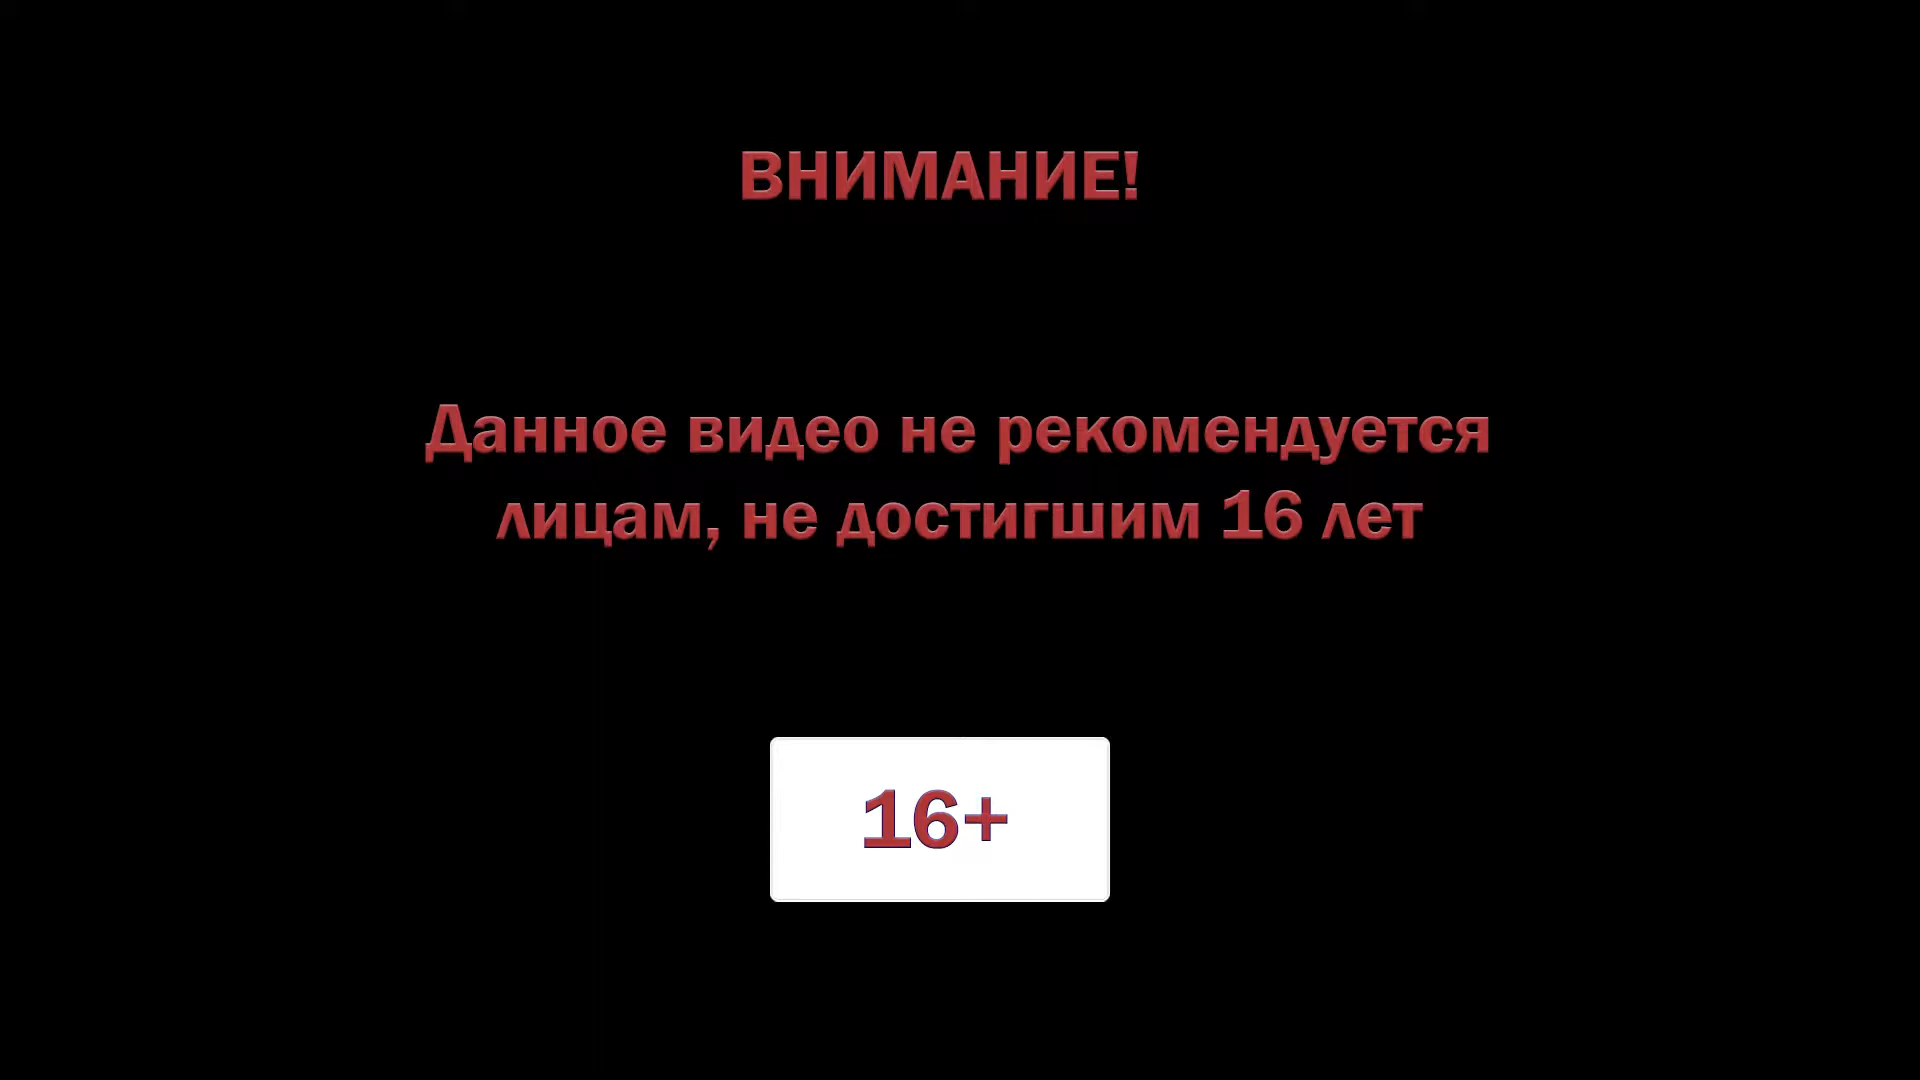 ВНИМАНИЕ!
Данное видео не рекомендуется
лицам, не достигшим 16 лет
16+